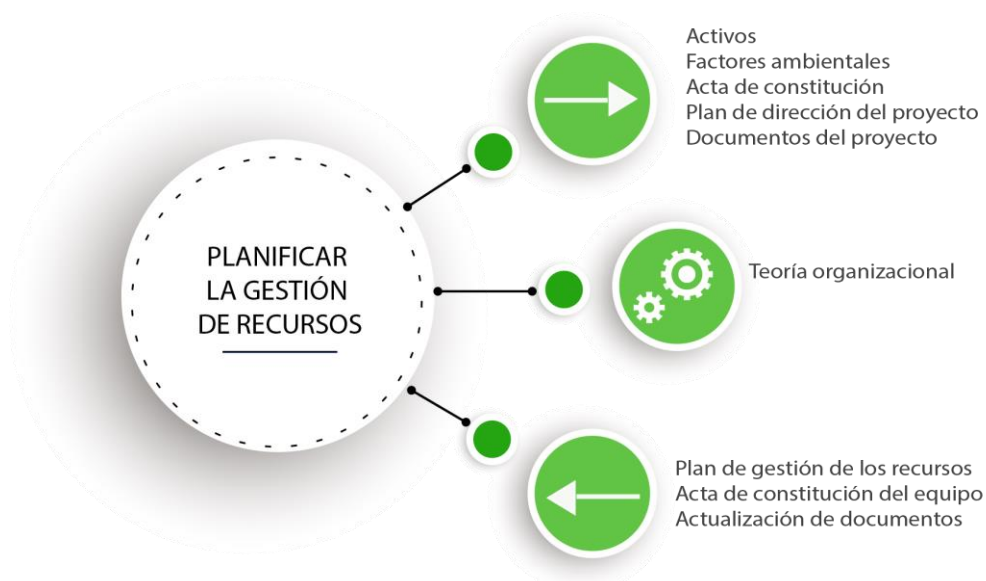 PLANIFICAR
LA GESTIÓN
DE RECURSOS
Activos
Factores ambientales
Acta de constitución
Plan de dirección del proyecto
Documentos del proyecto
Teoría organizacional
Plan de gestión de los recursos
Acta de constitución del equipo
Actualización de documentos